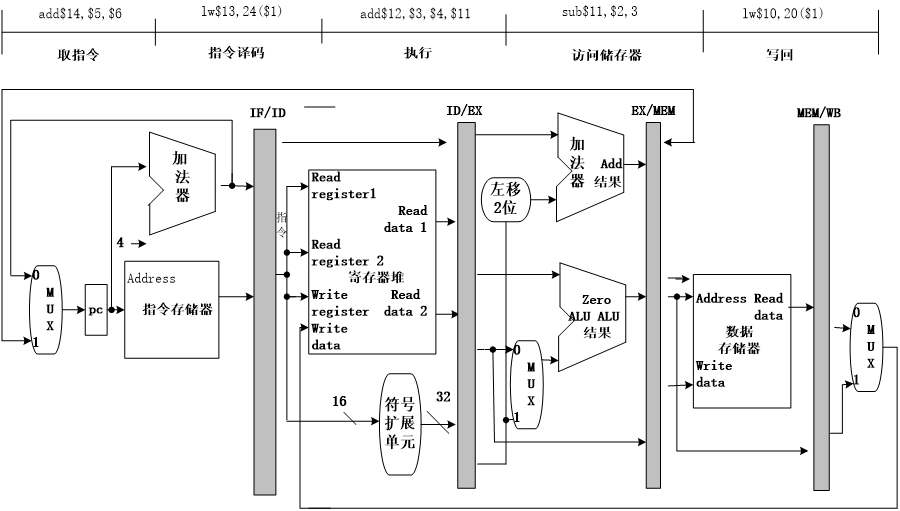 add$14,$5,$6
lw$13,24($1)
add$12,$3,$4,$11
sub$11,$2,3
lw$10,20($1)
取指令
指令译码
执行
访问储存器
写回
IF/ID
ID/EX
EX/MEM
MEM/WB
加法器
4
Address
指令存储器
0
MUX
1
pc
指令
Read
register1
Read
data 1
Read
register 2
寄存器堆
Write
register
Read
data 2
Write
data
16
符号
扩展
单元
32
左移
2位
加法器
Add
结果
Zero
ALU ALU
结果
0
MUX
1
Address Read
data
数据
存储器
Write
data
0
MUX
1